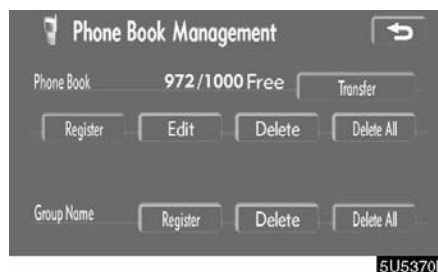 Phone Book Management
Phone Book 972/1000 Free Transfer
Register Edit Delete Delete All
Group Name Register Delete Delete All
5U5370